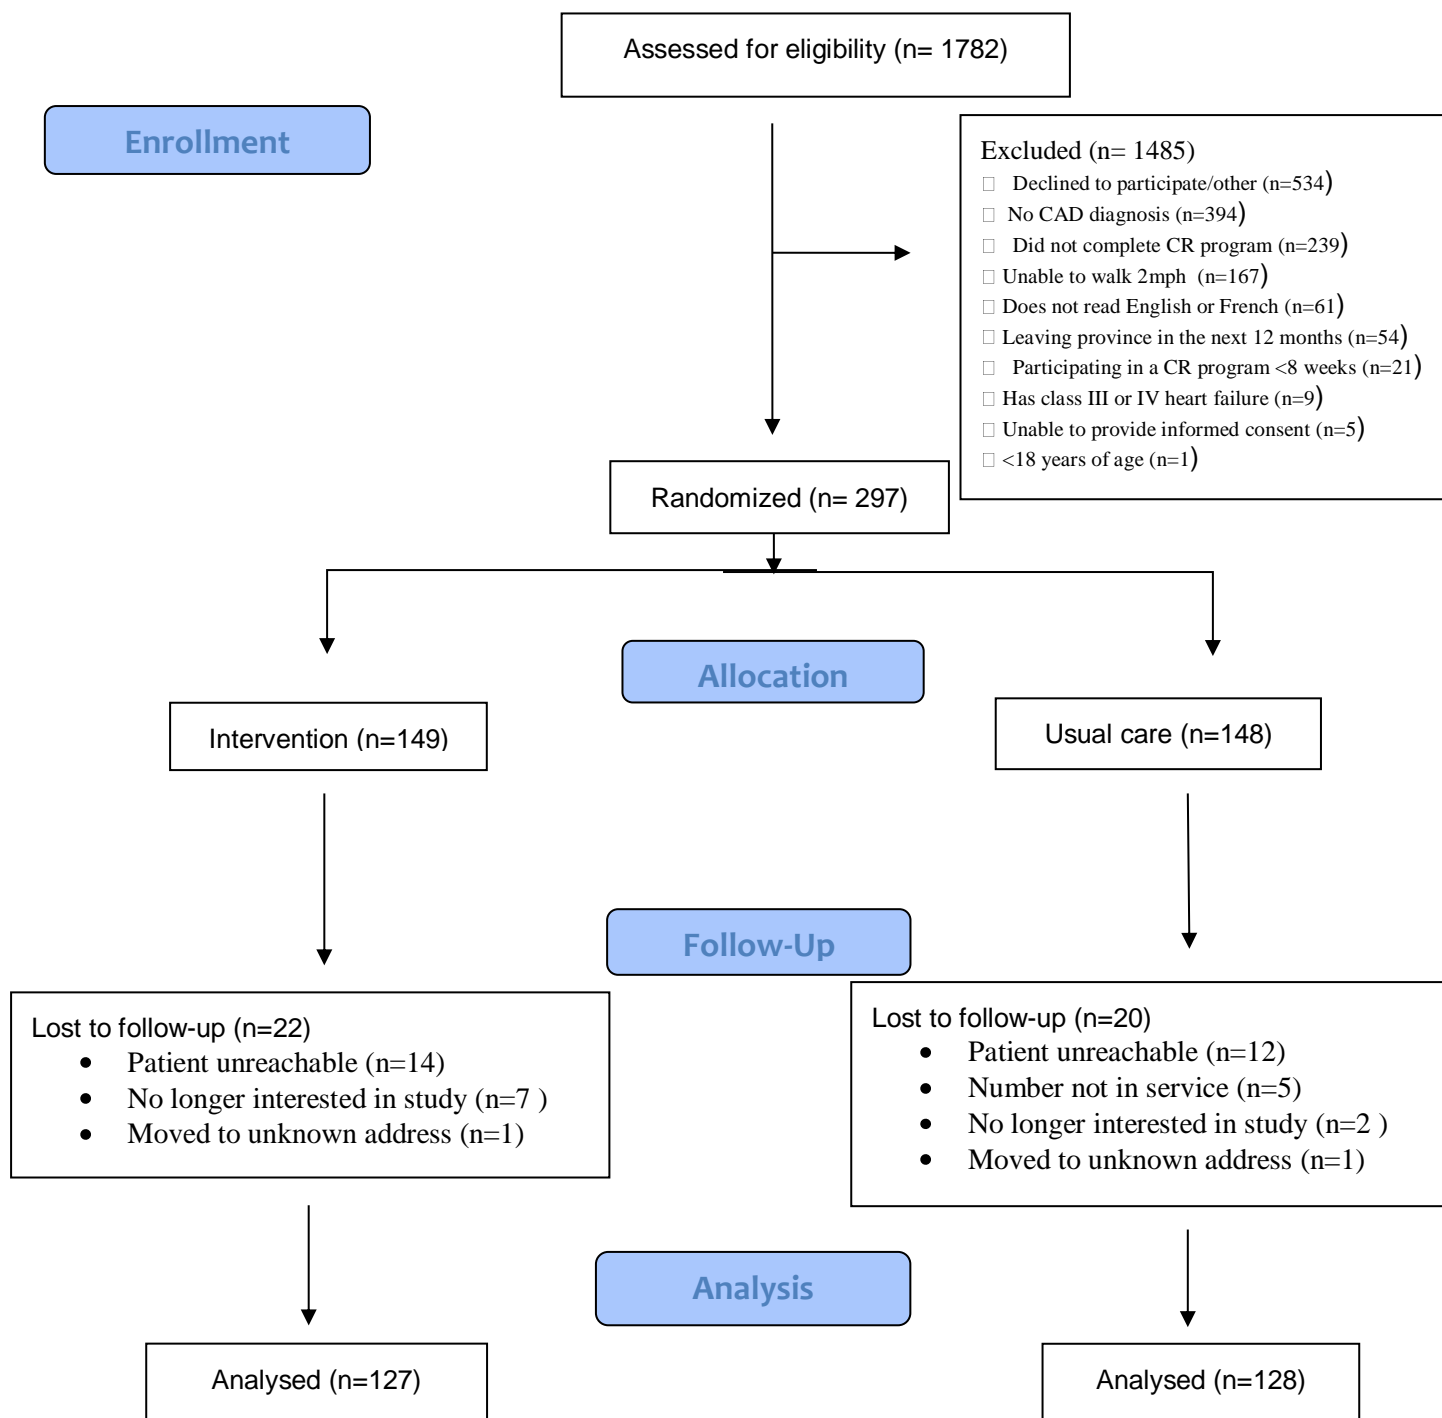 Assessed for eligibility (n= 1782)
Enrollment
Excluded (n= 1485)
□ Declined to participate/other (n=534)
□ No CAD diagnosis (n=394)
□ Did not complete CR program (n=239)
□ Unable to walk 2mph (n=167)
□ Does not read English or French (n=61)
□ Leaving province in the next 12 months (n=54)
□ Participating in a CR program <8 weeks (n=21)
□ Has class III or IV heart failure (n=9)
□ Unable to provide informed consent (n=5)
□ <18 years of age (n=1)
Randomized (n= 297)
Allocation
Intervention (n=149)
Usual care (n=148)
Follow-Up
Lost to follow-up (n=22)
• Patient unreachable (n=14)
• No longer interested in study (n=7 )
• Moved to unknown address (n=1)
Lost to follow-up (n=20)
• Patient unreachable (n=12)
• Number not in service (n=5)
• No longer interested in study (n=2 )
• Moved to unknown address (n=1)
Analysis
Analysed (n=127)
Analysed (n=128)